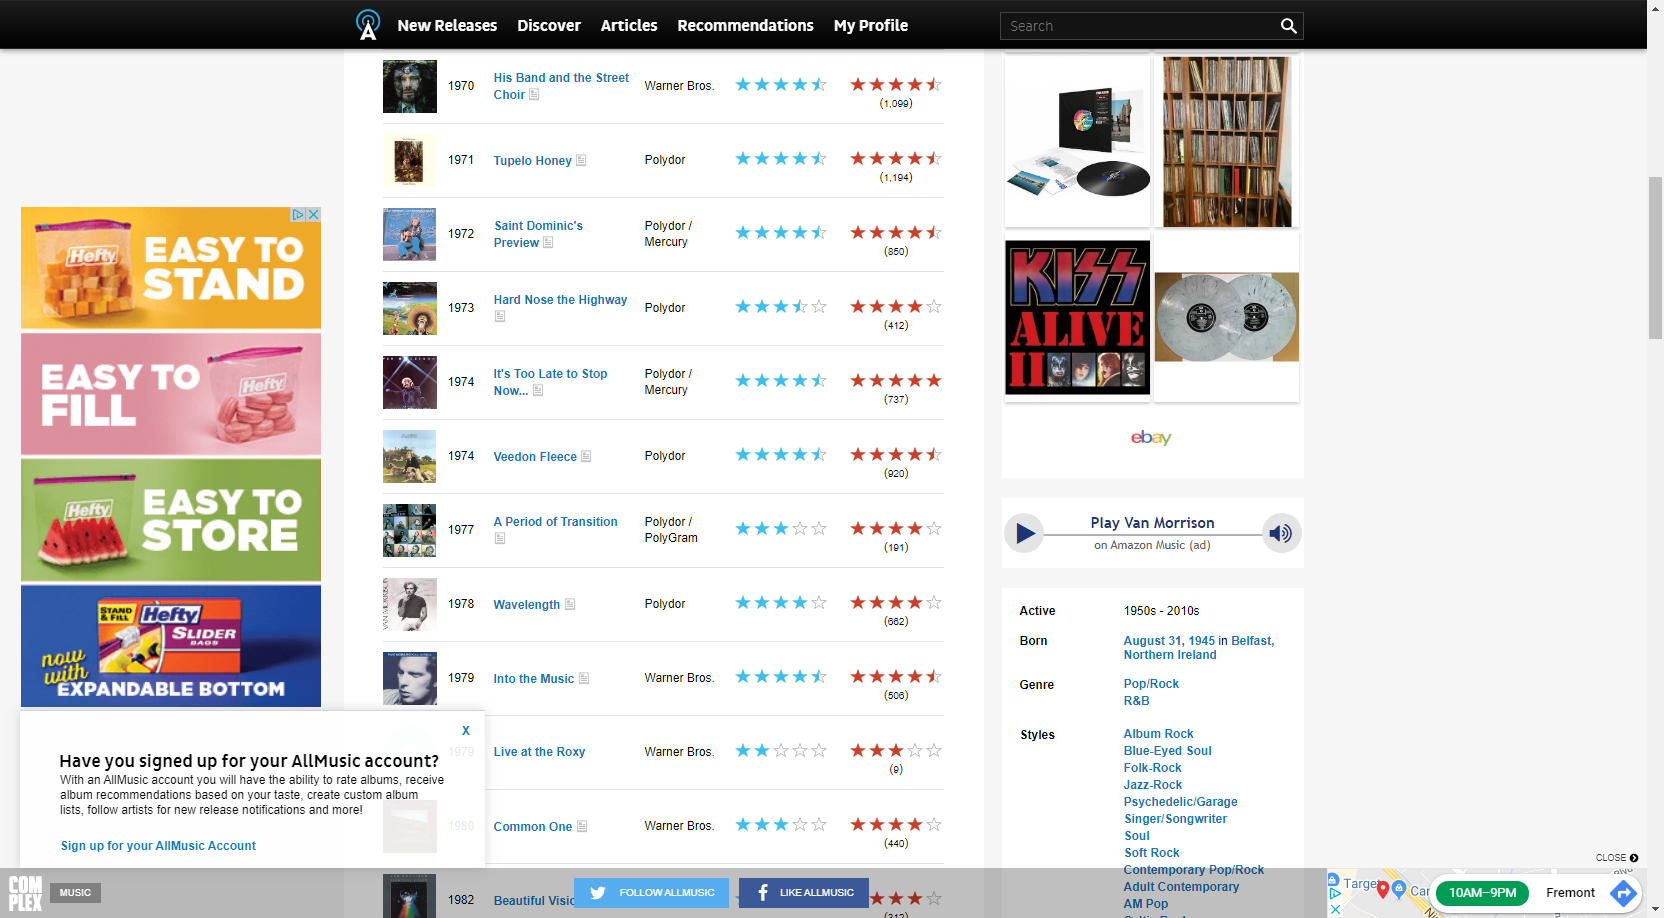 New Releases Discover Articles Recommendations My Profile Search
1970 His Band and the Street Choir Warner Bros. (1,099)
1971 Tupelo Honey Polydor (1,194)
1972 Saint Dominic's Preview Polydor / Mercury (850)
1973 Hard Nose the Highway Polydor (412)
1974 It's Too Late to Stop Now... Polydor / Mercury (737)
1974 Veedon Fleece Polydor (920)
1977 A Period of Transition Polydor / PolyGram (191)
1978 Wavelength Polydor (662)
1979 Into the Music Warner Bros. (506)
1979 Live at the Roxy Warner Bros. (9)
1980 Common One Warner Bros. (440)
1982 Beautiful (312)
Hefty
EASY TO
STAND
EASY TO
FILL
Hefty
Hefty
EASY TO
STORE
STAND & FILL
Hefty
SLIDER
BAGS
now with
EXPANDABLE BOTTOM
X
Have you signed up for your AllMusic account?
With an AllMusic account you will have the ability to rate albums, receive
album recommendations based on your taste, create custom album
lists, follow artists for new release notifications and more!
Sign up for your AllMusic Account
COMPLEX
MUSIC
FOLLOW ALLMUSIC
LIKE ALLMUSIC
KISS
ALIVE
II
ebay
Play Van Morrison
on Amazon Music (ad)
Active 1950s - 2010s
Born August 31, 1945 in Belfast,
Northern Ireland
Genre Pop/Rock
R&B
Styles Album Rock
Blue-Eyed Soul
Folk-Rock
Jazz-Rock
Psychedelic/Garage
Singer/Songwriter
Soul
Soft Rock
Contemporary Pop/Rock
Adult Contemporary
AM Pop
CLOSE
Target
10AM–9PM
Fremont